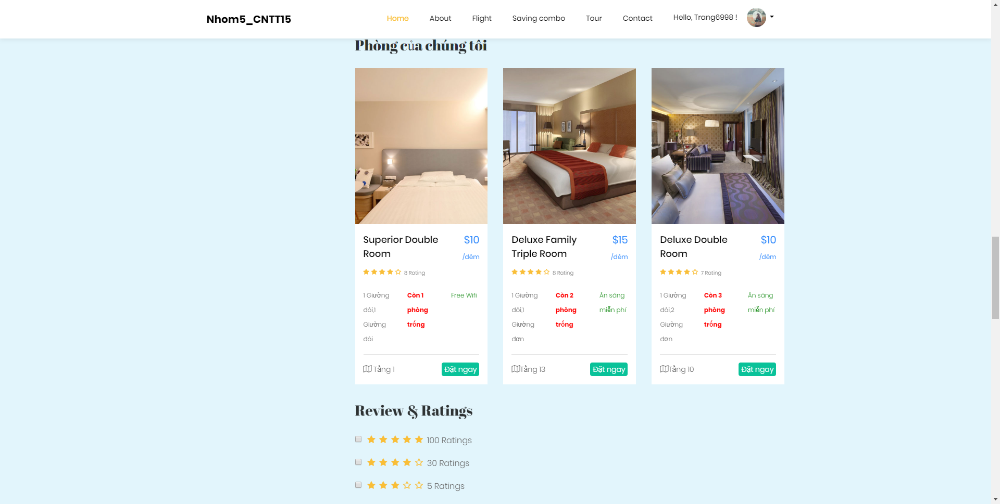 Nhom5_CNTT15
Home About Flight Saving combo Tour Contact Hello, Trang6998 !
Phòng của chúng tôi
Superior Double
Room
$10
/đêm
8 Rating
1 Giường
đôi,1
Giường
đôi
Còn 1
phòng
trống
Free Wifi
Tầng 1
Đặt ngay
Deluxe Family
Triple Room
$15
/đêm
8 Rating
1 Giường
đôi,1
Giường
đơn
Còn 2
phòng
trống
Ăn sáng
miễn phí
Tầng 13
Đặt ngay
Deluxe Double
Room
$10
/đêm
7 Rating
1 Giường
đôi,2
Giường
đơn
Còn 3
phòng
trống
Ăn sáng
miễn phí
Tầng 10
Đặt ngay
Review & Ratings
100 Ratings
30 Ratings
5 Ratings